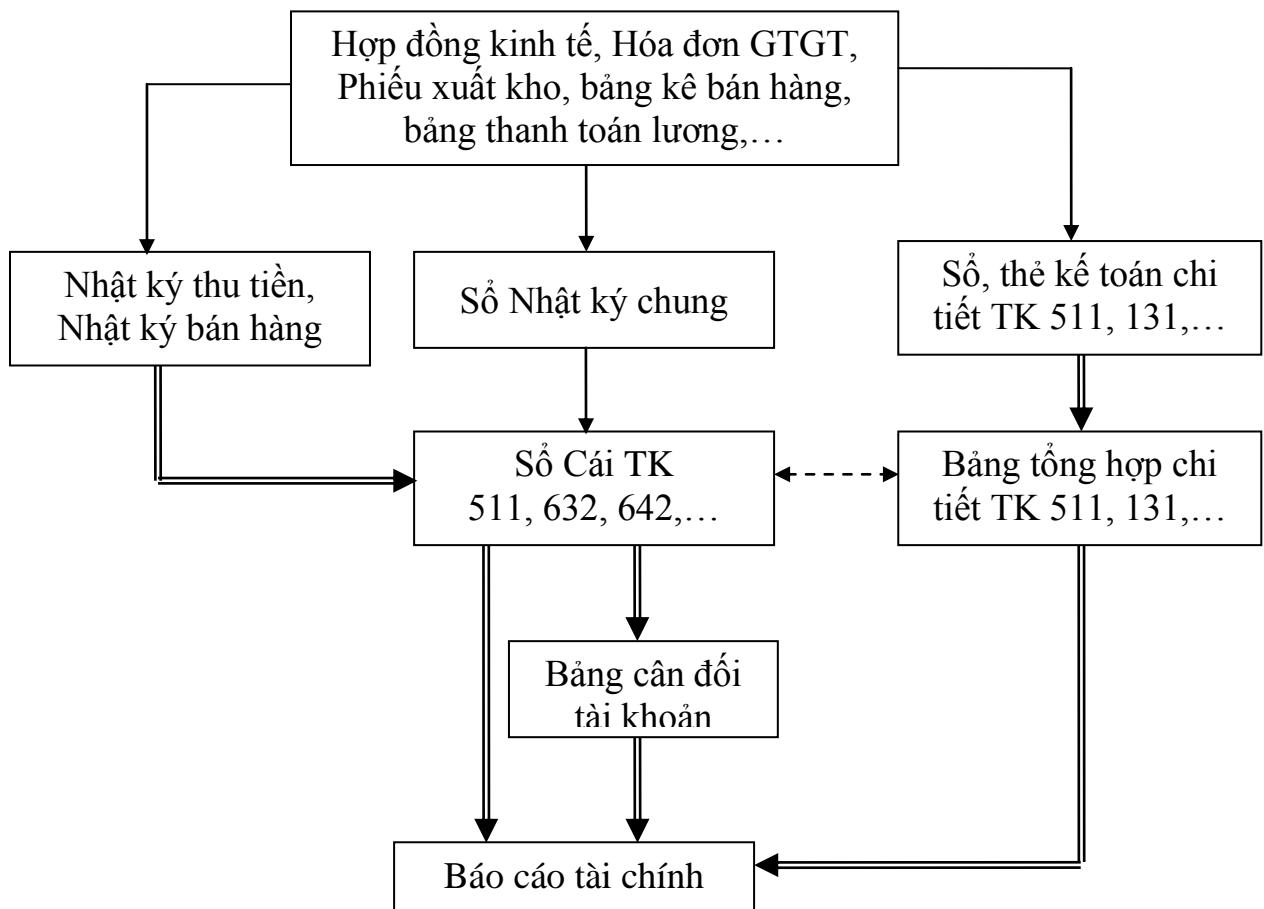 Hợp đồng kinh tế, Hóa đơn GTGT,
Phiếu xuất kho, bảng kê bán hàng,
bảng thanh toán lương,…
Nhật ký thu tiền,
Nhật ký bán hàng
Sổ Nhật ký chung
Sổ, thẻ kế toán chi
tiết TK 511, 131,…
Sổ Cái TK
511, 632, 642,…
Bảng tổng hợp chi
tiết TK 511, 131,…
Bảng cân đối
tài khoản
Báo cáo tài chính